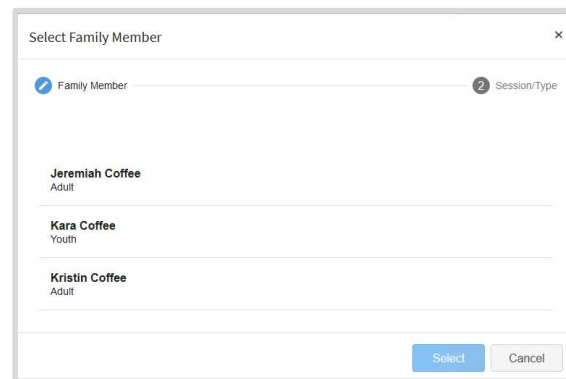 Select Family Member ×
Family Member 2 Session/Type
Jeremiah Coffee
Adult
Kara Coffee
Youth
Kristin Coffee
Adult
Select Cancel